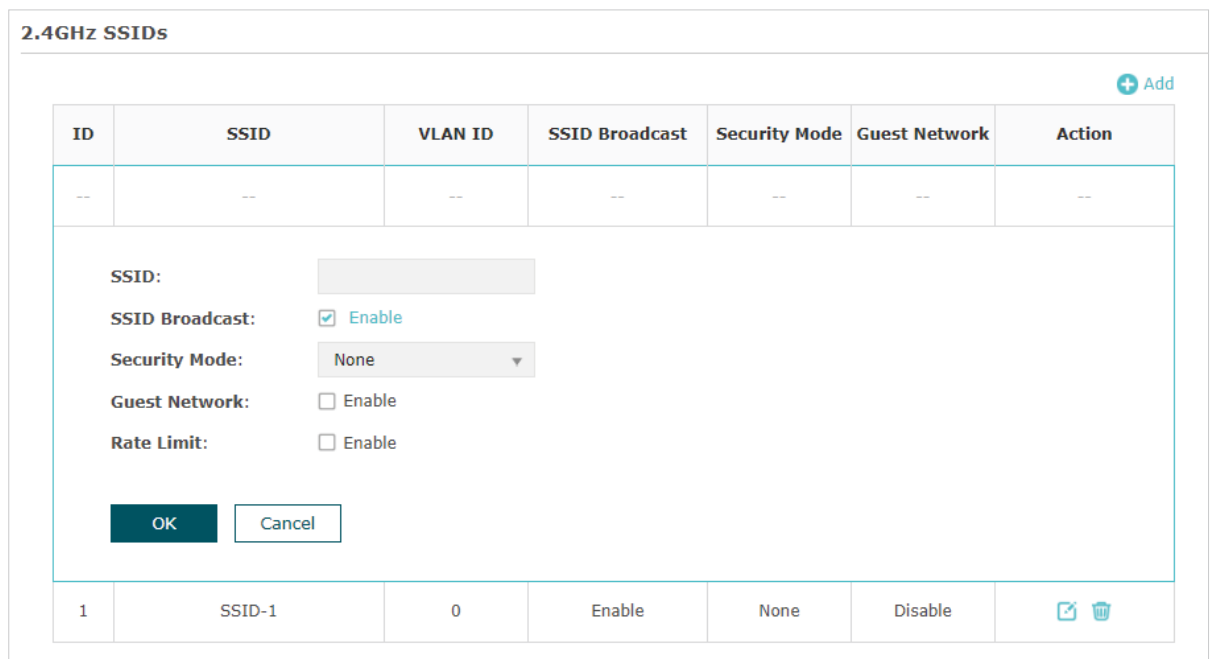 2.4GHz SSIDs
Add
ID SSID VLAN ID SSID Broadcast Security Mode Guest Network Action
-- -- -- -- -- -- --
SSID:
SSID Broadcast: Enable
Security Mode: None
Guest Network: Enable
Rate Limit: Enable
OK Cancel
1 SSID-1 0 Enable None Disable